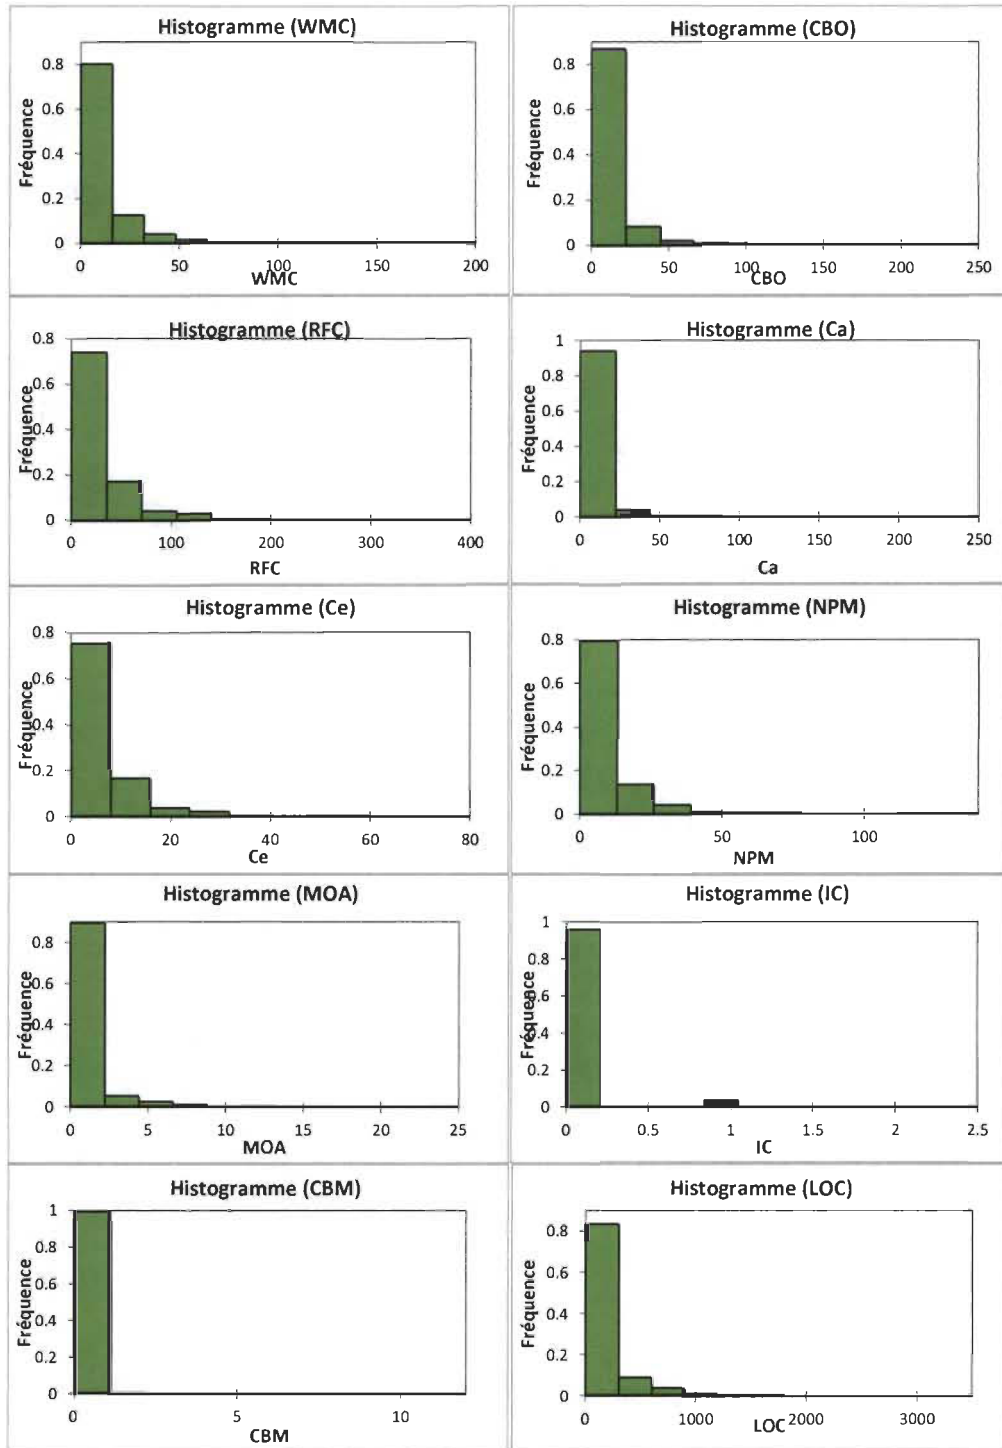 Histogramme (WMC)
Fréquence
0.8
0.6
0.4
0.2
0
0 50 100 150 200
WMC
Histogramme (CBO)
Fréquence
0.8
0.6
0.4
0.2
0
0 50 100 150 200 250
CBO
Histogramme (RFC)
Fréquence
0.8
0.6
0.4
0.2
0
0 100 200 300 400
RFC
Histogramme (Ca)
Fréquence
1
0.8
0.6
0.4
0.2
0
0 50 100 150 200 250
Ca
Histogramme (Ce)
Fréquence
0.8
0.6
0.4
0.2
0
0 20 40 60 80
Ce
Histogramme (NPM)
Fréquence
0.8
0.6
0.4
0.2
0
0 50 100
NPM
Histogramme (MOA)
Fréquence
0.8
0.6
0.4
0.2
0
0 5 10 15 20 25
MOA
Histogramme (IC)
Fréquence
1
0.8
0.6
0.4
0.2
0
0 0.5 1 1.5 2 2.5
IC
Histogramme (CBM)
Fréquence
1
0.8
0.6
0.4
0.2
0
0 5 10
CBM
Histogramme (LOC)
Fréquence
0.8
0.6
0.4
0.2
0
0 1000 2000 3000
LOC